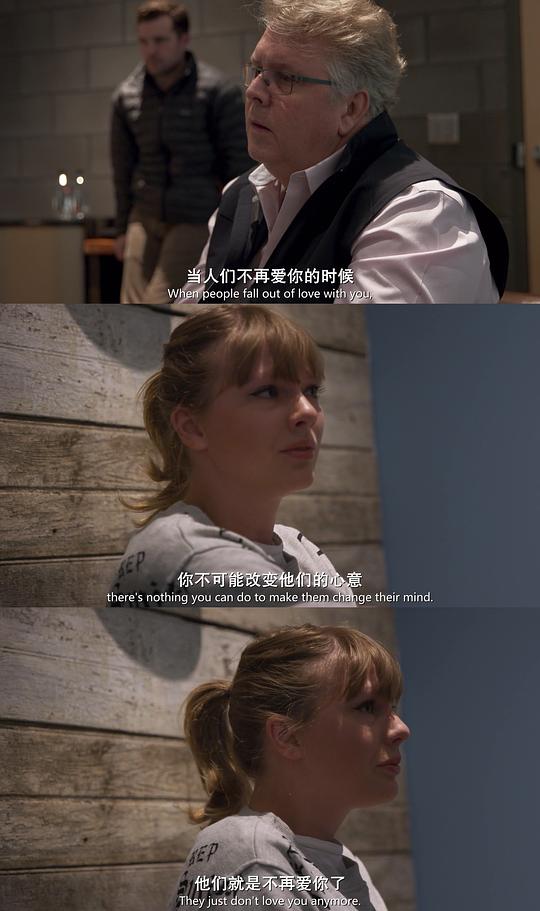 当人们不再爱你的时候
When people fall out of love with you,
你不可能改变他们的心意
there's nothing you can do to make them change their mind.
他们就是不再爱你了
They just don't love you anymore.